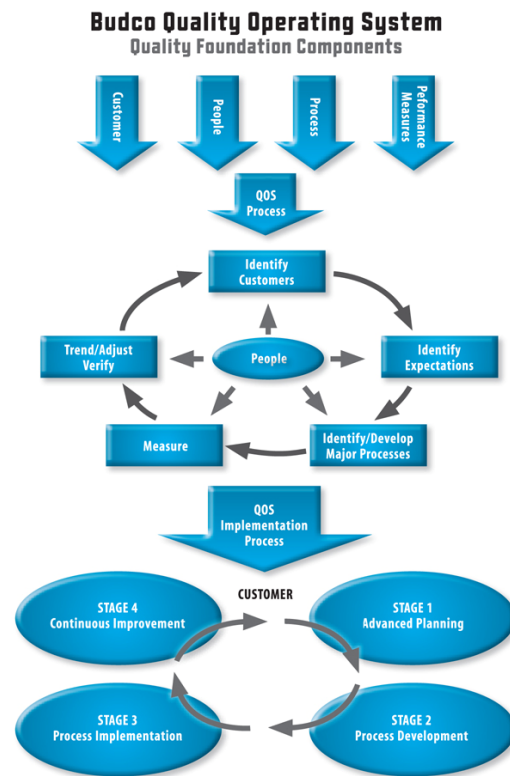 Budco Quality Operating System
Quality Foundation Components
Customer
People
Process
Peformance
Measures
QOS
Process
Identify
Customers
Trend/Adjust
Verify
People
Identify
Expectations
Measure
Identify/Develop
Major Processes
QOS
Implementation
Process
CUSTOMER
STAGE 4
Continuous Improvement
STAGE 1
Advanced Planning
STAGE 3
Process Implementation
STAGE 2
Process Development